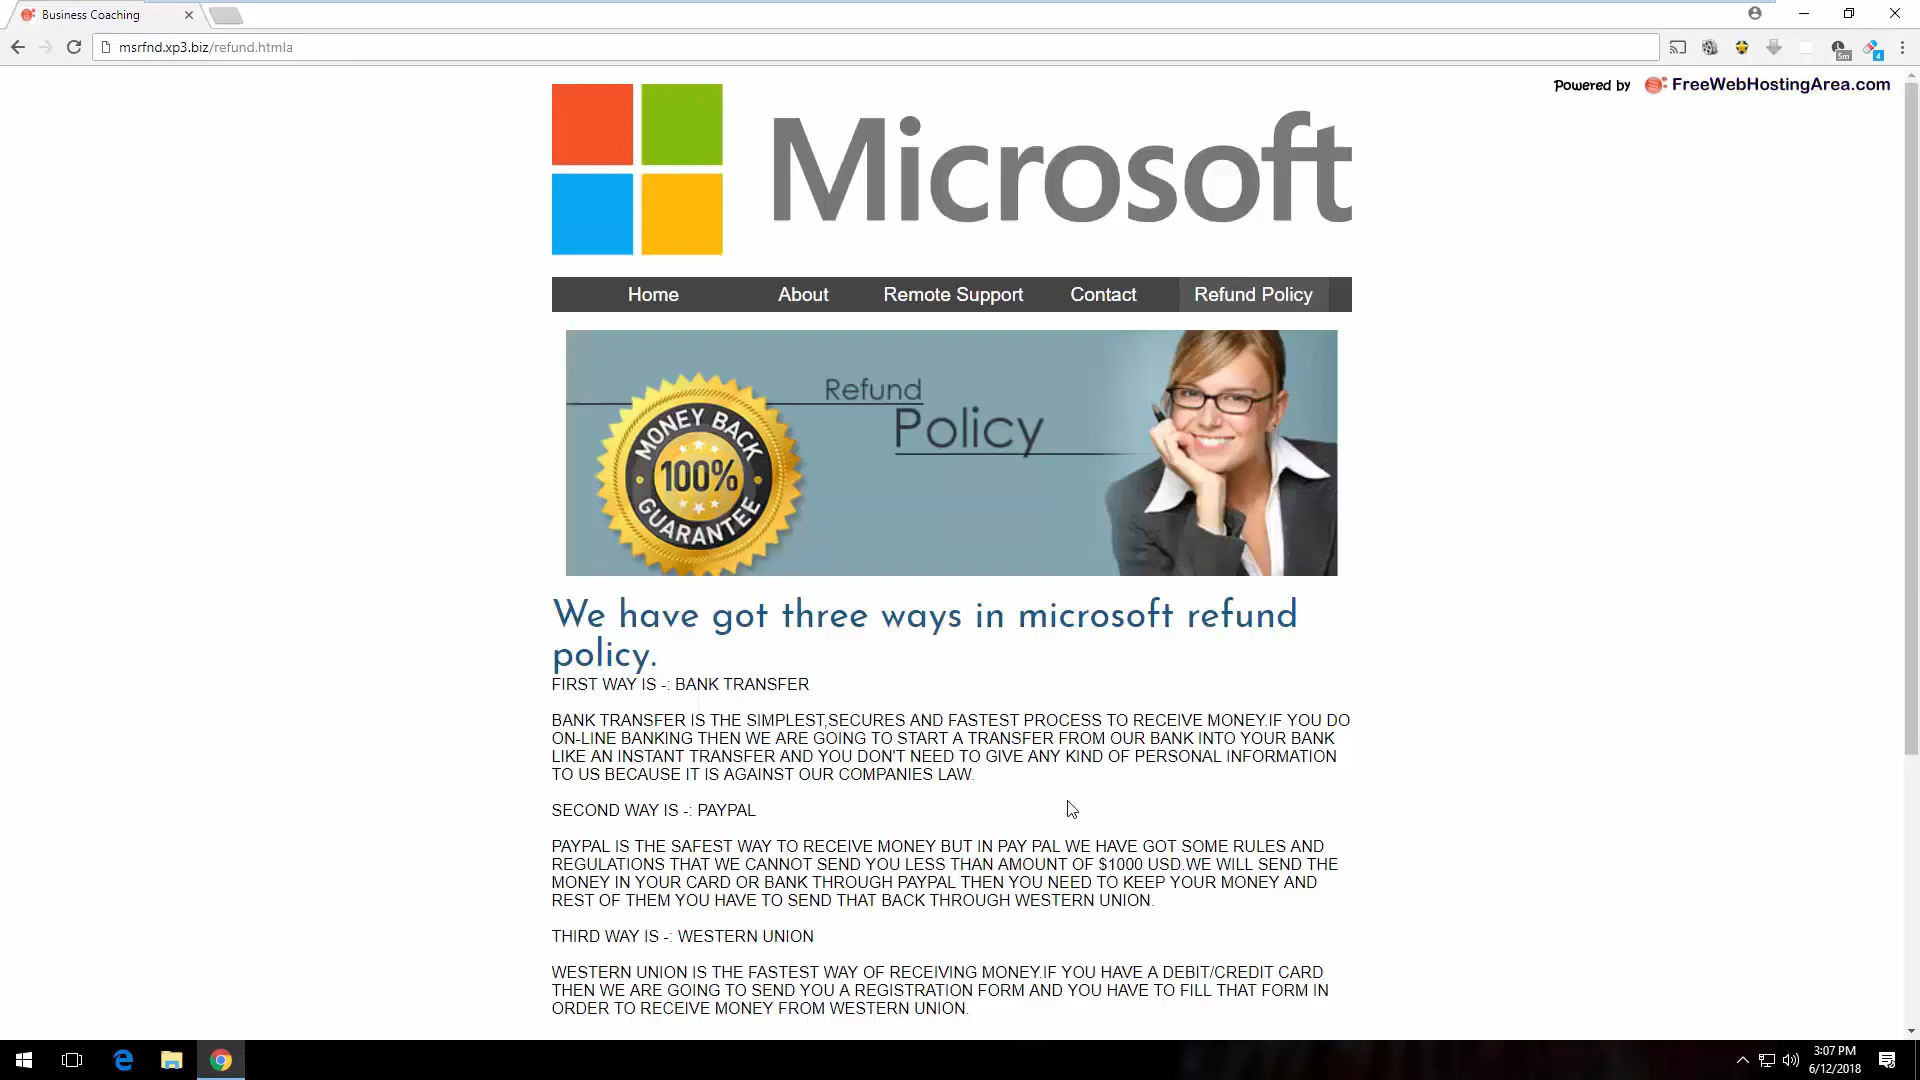 Business Coaching
msrfnd.xp3.biz/refund.htmla
5m
4
Powered by FreeWebHostingArea.com
Microsoft
Home About Remote Support Contact Refund Policy
MONEY BACK
100%
GUARANTEE
Refund
Policy
We have got three ways in microsoft refund
policy.
FIRST WAY IS -: BANK TRANSFER
BANK TRANSFER IS THE SIMPLEST,SECURES AND FASTEST PROCESS TO RECEIVE MONEY.IF YOU DO
ON-LINE BANKING THEN WE ARE GOING TO START A TRANSFER FROM OUR BANK INTO YOUR BANK
LIKE AN INSTANT TRANSFER AND YOU DON'T NEED TO GIVE ANY KIND OF PERSONAL INFORMATION
TO US BECAUSE IT IS AGAINST OUR COMPANIES LAW.
SECOND WAY IS -: PAYPAL
PAYPAL IS THE SAFEST WAY TO RECEIVE MONEY BUT IN PAY PAL WE HAVE GOT SOME RULES AND
REGULATIONS THAT WE CANNOT SEND YOU LESS THAN AMOUNT OF $1000 USD.WE WILL SEND THE
MONEY IN YOUR CARD OR BANK THROUGH PAYPAL THEN YOU NEED TO KEEP YOUR MONEY AND
REST OF THEM YOU HAVE TO SEND THAT BACK THROUGH WESTERN UNION.
THIRD WAY IS -: WESTERN UNION
WESTERN UNION IS THE FASTEST WAY OF RECEIVING MONEY.IF YOU HAVE A DEBIT/CREDIT CARD
THEN WE ARE GOING TO SEND YOU A REGISTRATION FORM AND YOU HAVE TO FILL THAT FORM IN
ORDER TO RECEIVE MONEY FROM WESTERN UNION.
3:07 PM
6/12/2018